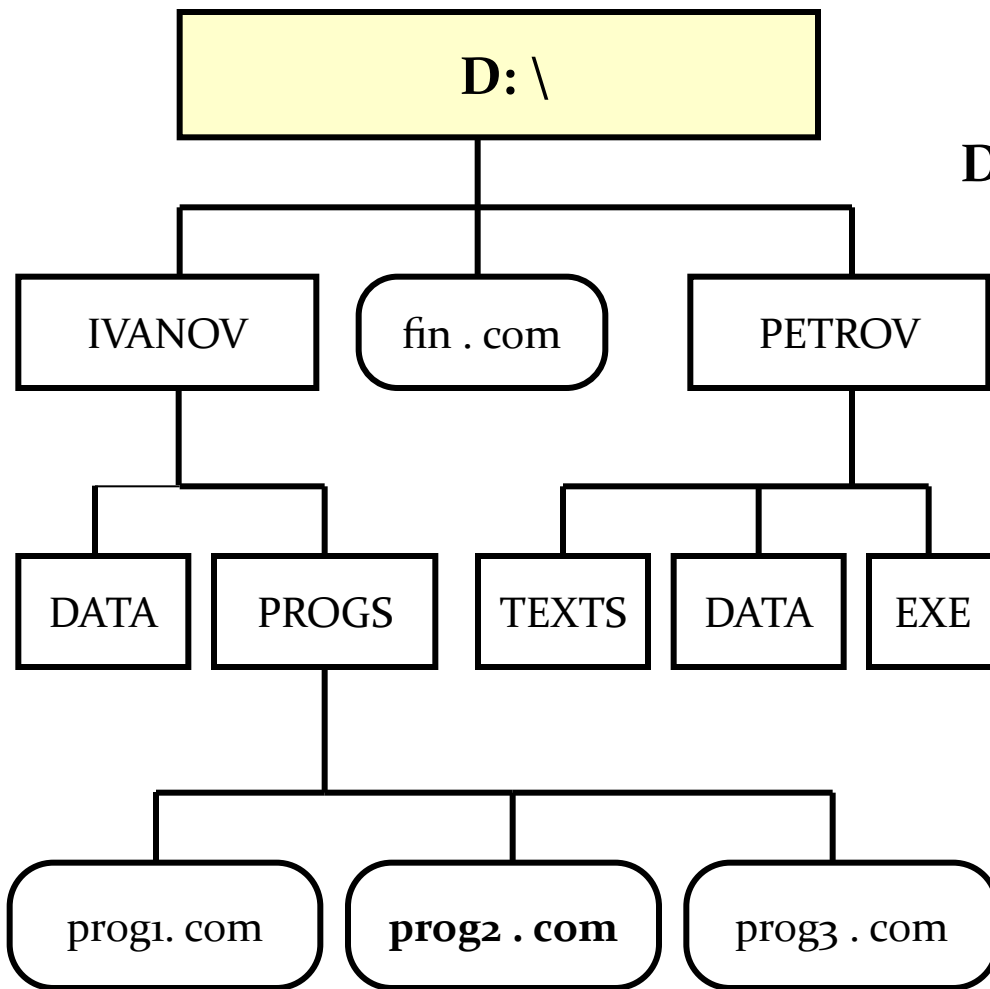 D: \
D
IVANOV
fin . com
PETROV
DATA
PROGS
TEXTS
DATA
EXE
prog1. com
prog2 . com
prog3 . com